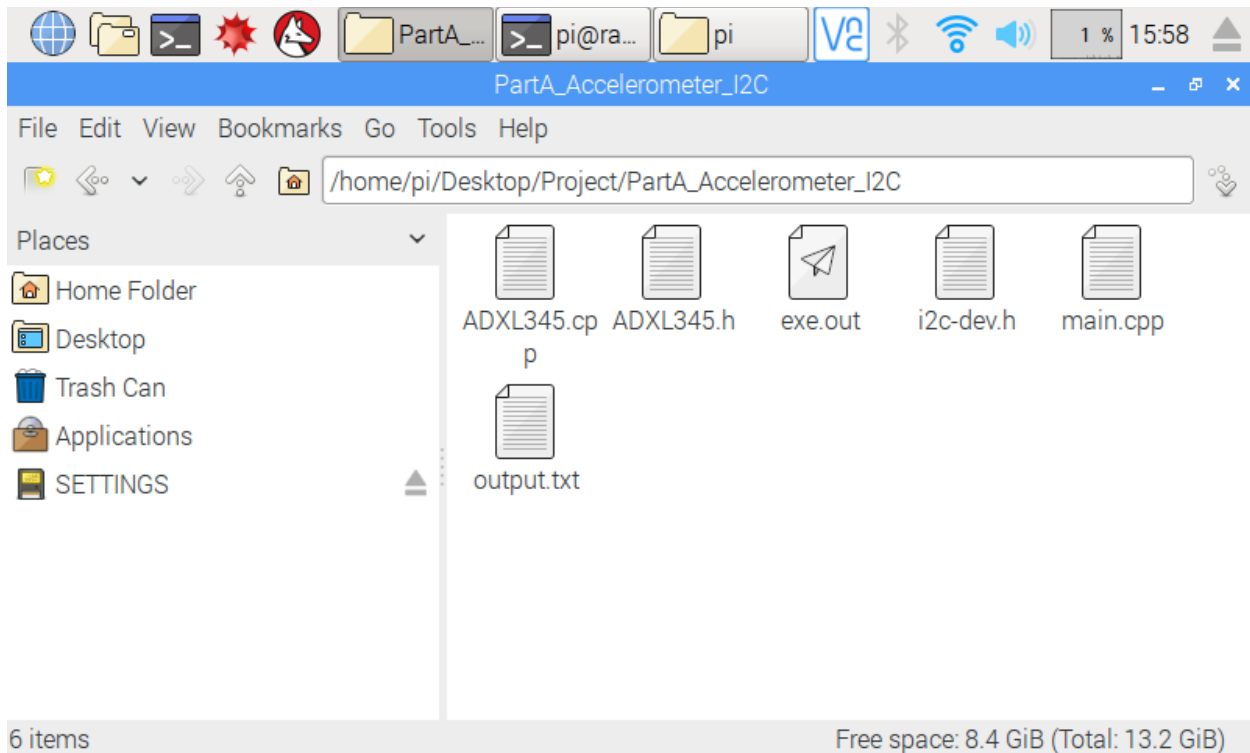 >_ PartA_... >_ pi@ra... pi V2 1 % 15:58
PartA_Accelerometer_I2C
File Edit View Bookmarks Go Tools Help
/home/pi/Desktop/Project/PartA_Accelerometer_I2C
Places
Home Folder
Desktop
Trash Can
Applications
SETTINGS
ADXL345.cp ADXL345.h exe.out i2c-dev.h main.cpp
p
output.txt
6 items Free space: 8.4 GiB (Total: 13.2 GiB)